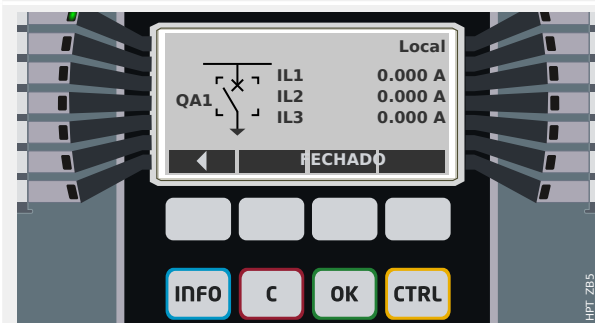 Local
IL1 0.000 A
QA1 IL2 0.000 A
IL3 0.000 A
FECHADO
INFO C OK CTRL
HPT_ZB5